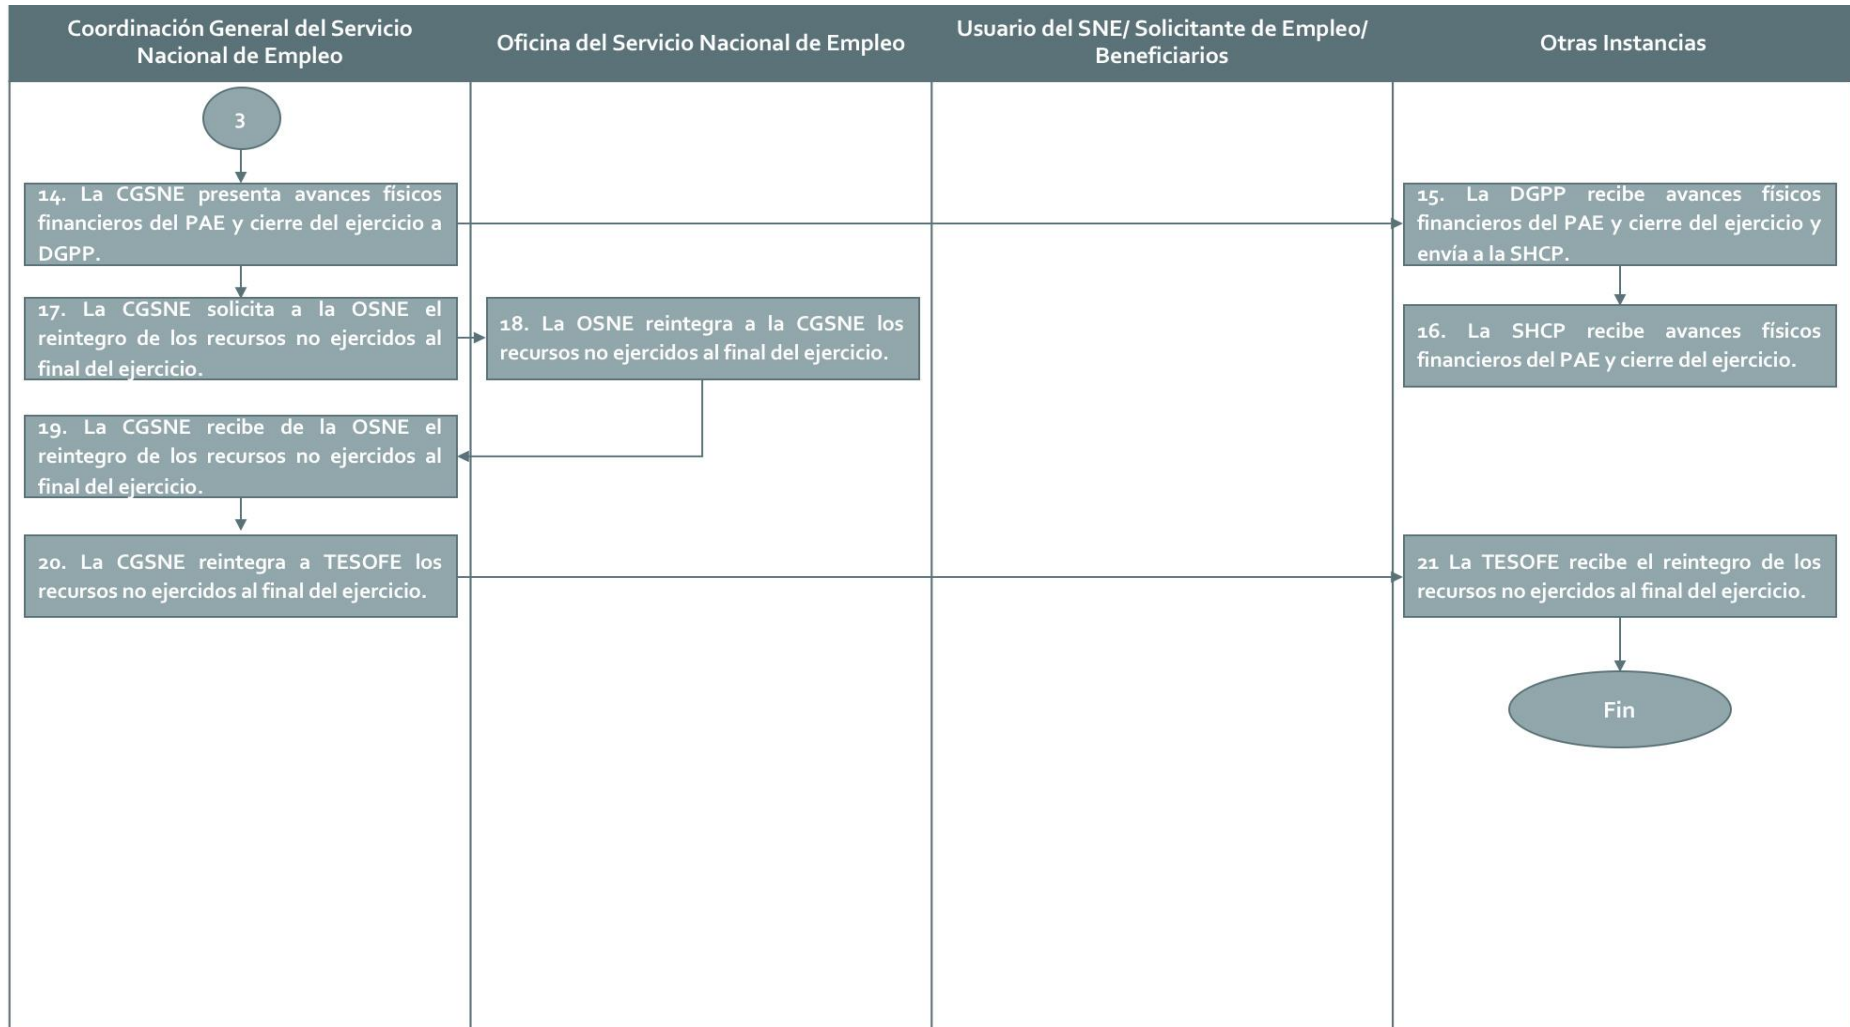 Coordinación General del Servicio
Nacional de Empleo
Oficina del Servicio Nacional de Empleo
Usuario del SNE/ Solicitante de Empleo/
Beneficiarios
Otras Instancias
3
14. La CGSNE presenta avances físicos
financieros del PAE y cierre del ejercicio a
DGPP.
15. La DGPP recibe avances físicos
financieros del PAE y cierre del ejercicio y
envía a la SHCP.
17. La CGSNE solicita a la OSNE el
reintegro de los recursos no ejercidos al
final del ejercicio.
18. La OSNE reintegra a la CGSNE los
recursos no ejercidos al final del ejercicio.
16. La SHCP recibe avances físicos
financieros del PAE y cierre del ejercicio.
19. La CGSNE recibe de la OSNE el
reintegro de los recursos no ejercidos al
final del ejercicio.
20. La CGSNE reintegra a TESOFE los
recursos no ejercidos al final del ejercicio.
21 La TESOFE recibe el reintegro de los
recursos no ejercidos al final del ejercicio.
Fin